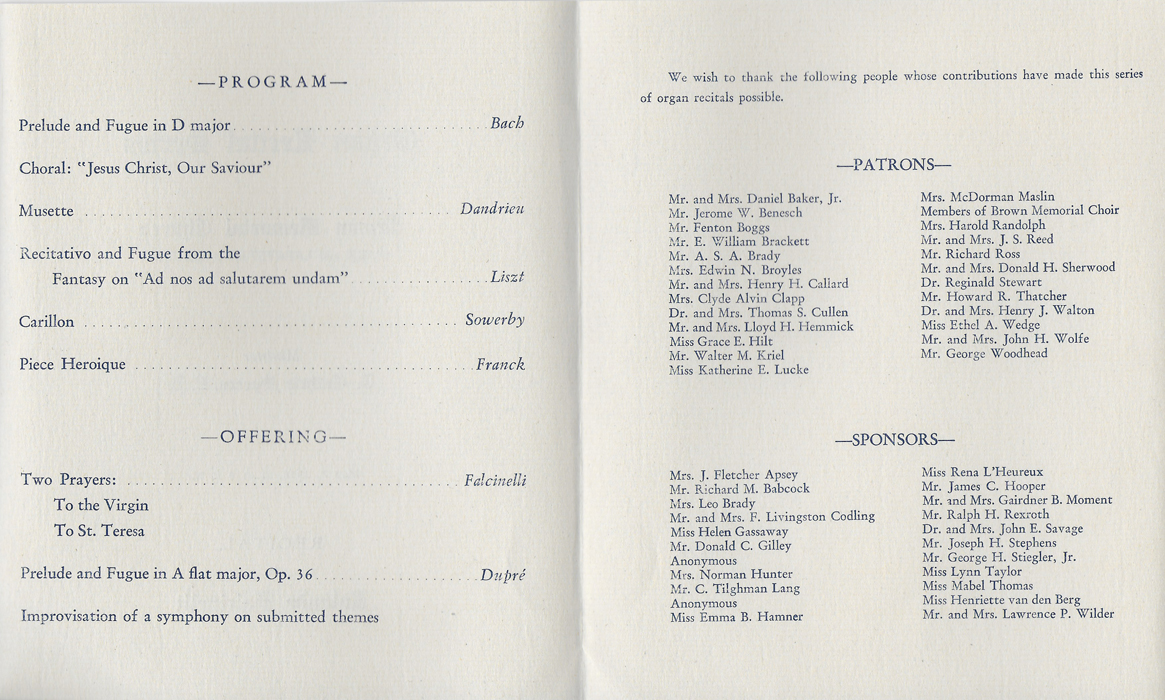 —PROGRAM—
Prelude and Fugue in D major . . . . . . . . . . . . . . . . . . . . . . . . . . . . . Bach
Choral: "Jesus Christ, Our Saviour"
Musette . . . . . . . . . . . . . . . . . . . . . . . . . . . . . . . . . . . . . . . . . . Dandrieu
Recitativo and Fugue from the
Fantasy on "Ad nos ad salutarem undam" . . . . . . . . . . . . . . . Liszt
Carillon . . . . . . . . . . . . . . . . . . . . . . . . . . . . . . . . . . . . . . . . . . Sowerby
Piece Heroique . . . . . . . . . . . . . . . . . . . . . . . . . . . . . . . . . . . . . . Franck
—OFFERING—
Two Prayers: . . . . . . . . . . . . . . . . . . . . . . . . . . . . . . . . . . . . . . Falcinelli
To the Virgin
To St. Teresa
Prelude and Fugue in A flat major, Op. 36 . . . . . . . . . . . . . . . . . . Dupré
Improvisation of a symphony on submitted themes
We wish to thank the following people whose contributions have made this series
of organ recitals possible.
—PATRONS—
Mr. and Mrs. Daniel Baker, Jr.
Mr. Jerome W. Benesch
Mr. Fenton Boggs
Mr. E. William Brackett
Mr. A. S. A. Brady
Mrs. Edwin N. Broyles
Mr. and Mrs. Henry H. Callard
Mrs. Clyde Alvin Clapp
Dr. and Mrs. Thomas S. Cullen
Mr. and Mrs. Lloyd H. Hemmick
Miss Grace E. Hilt
Mr. Walter M. Kriel
Miss Katherine E. Lucke
Mrs. McDorman Maslin
Members of Brown Memorial Choir
Mrs. Harold Randolph
Mr. and Mrs. J. S. Reed
Mr. Richard Ross
Mr. and Mrs. Donald H. Sherwood
Dr. Reginald Stewart
Mr. Howard R. Thatcher
Dr. and Mrs. Henry J. Walton
Miss Ethel A. Wedge
Mr. and Mrs. John H. Wolfe
Mr. George Woodhead
—SPONSORS—
Mrs. J. Fletcher Apsey
Mr. Richard M. Babcock
Mrs. Leo Brady
Mr. and Mrs. F. Livingston Codling
Miss Helen Gassaway
Mr. Donald C. Gilley
Anonymous
Mrs. Norman Hunter
Mr. C. Tilghman Lang
Anonymous
Miss Emma B. Hamner
Miss Rena L'Heureux
Mr. James C. Hooper
Mr. and Mrs. Gairdner B. Moment
Mr. Ralph H. Rexroth
Dr. and Mrs. John E. Savage
Mr. Joseph H. Stephens
Mr. George H. Stiegler, Jr.
Miss Lynn Taylor
Miss Mabel Thomas
Miss Henriette van den Berg
Mr. and Mrs. Lawrence P. Wilder